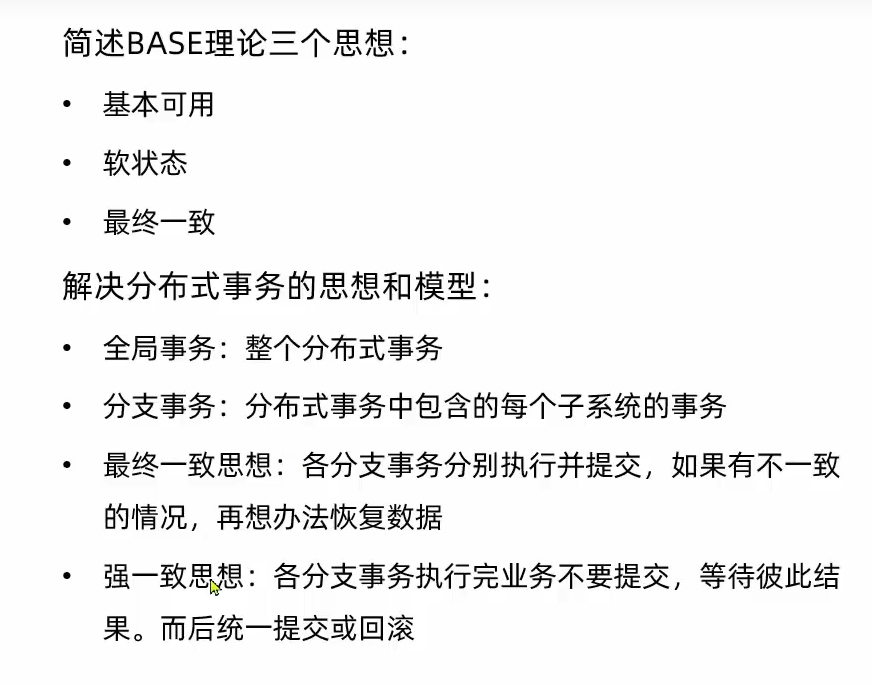 简述BASE理论三个思想：
• 基本可用
• 软状态
• 最终一致
解决分布式事务的思想和模型：
• 全局事务：整个分布式事务
• 分支事务：分布式事务中包含的每个子系统的事务
• 最终一致思想：各分支事务分别执行并提交，如果有不一致
的情况，再想办法恢复数据
• 强一致思想：各分支事务执行完业务不要提交，等待彼此结
果。而后统一提交或回滚